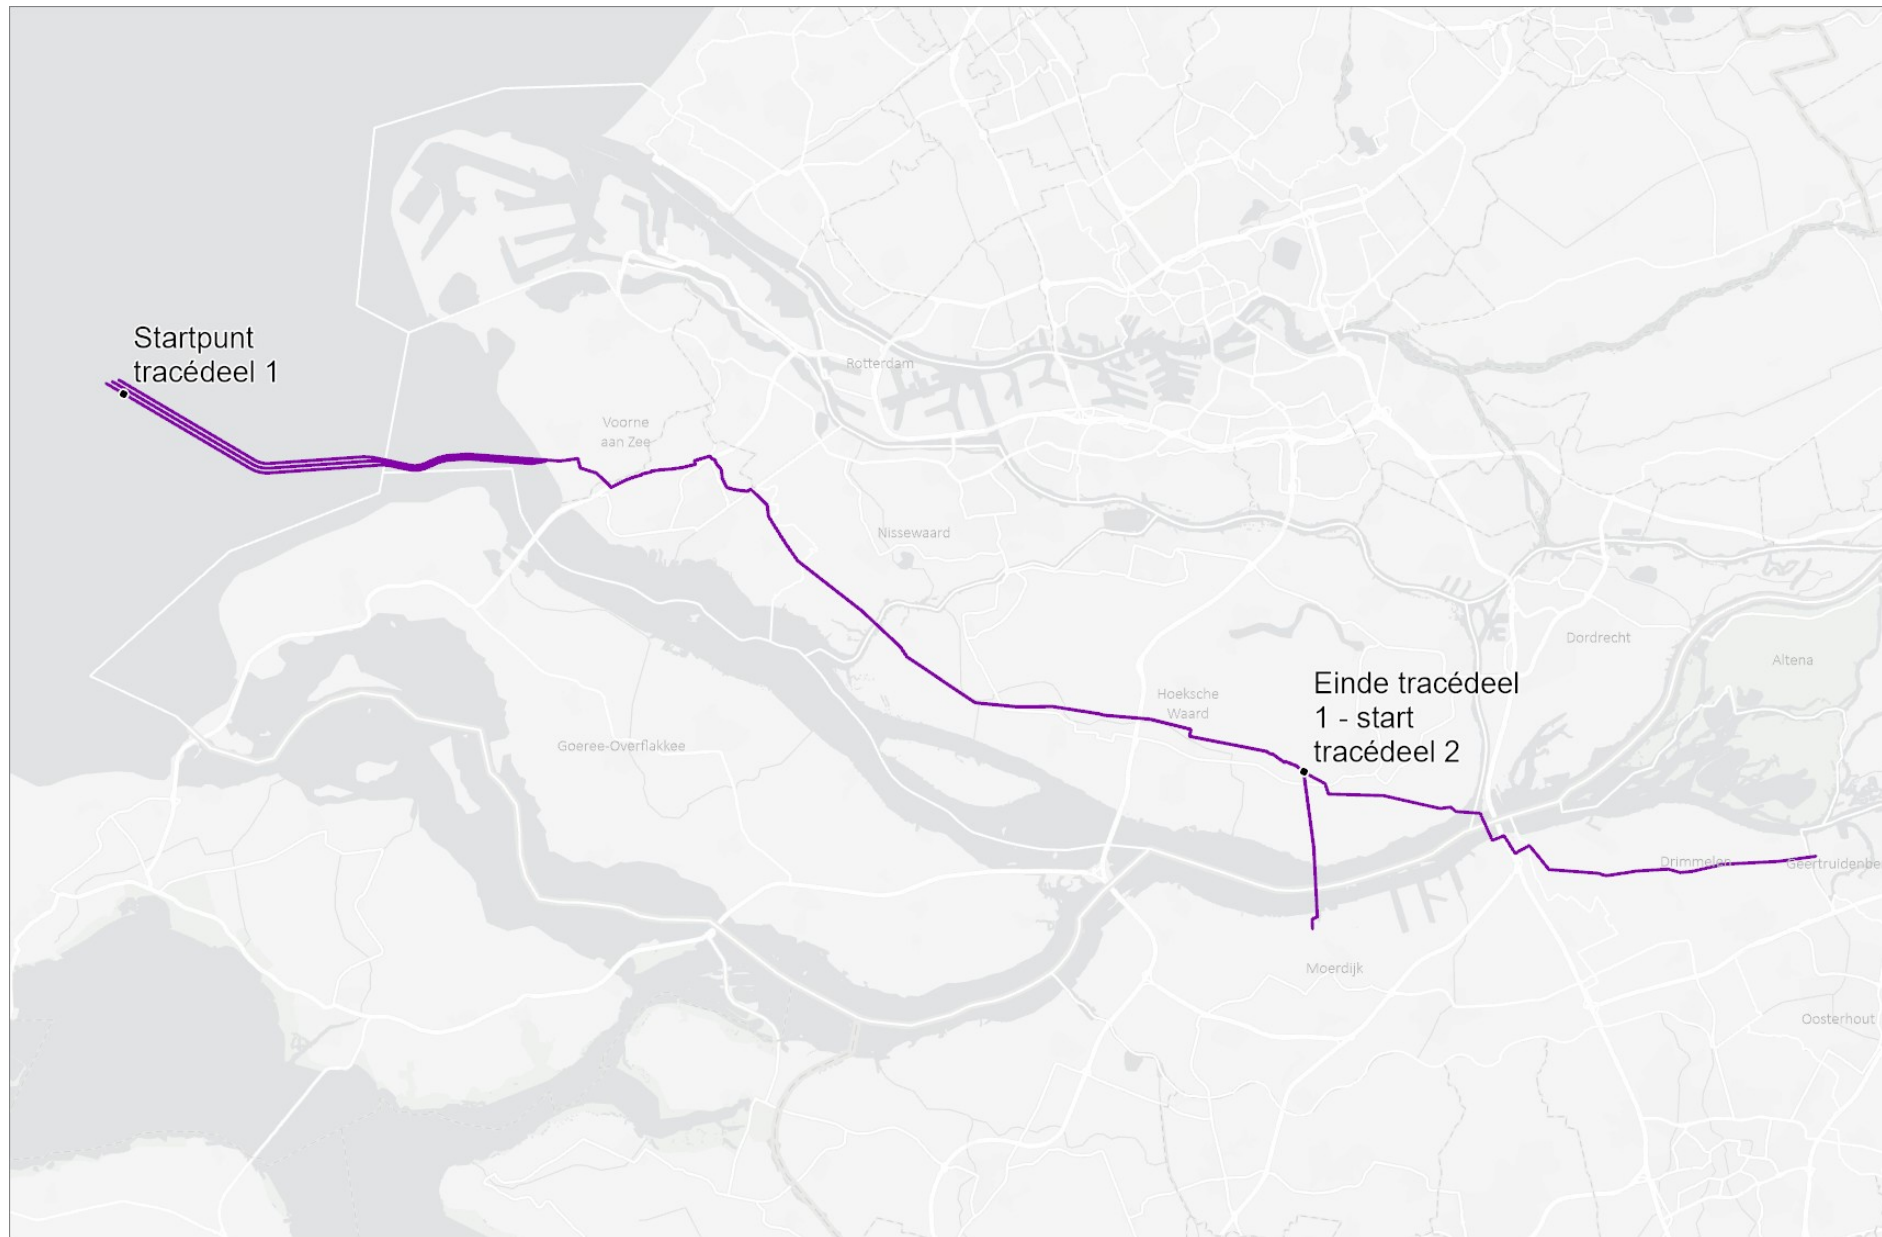 Startpunt
tracédeel 1
Rotterdam
Voorne
aan Zee
Nissewaard
Dordrecht
Altena
Einde tracédeel
1 - start
tracédeel 2
Hoeksche
Waard
Goeree-Overflakkee
Drimmelen
Geertruidenbe
Moerdijk
Oosterhout